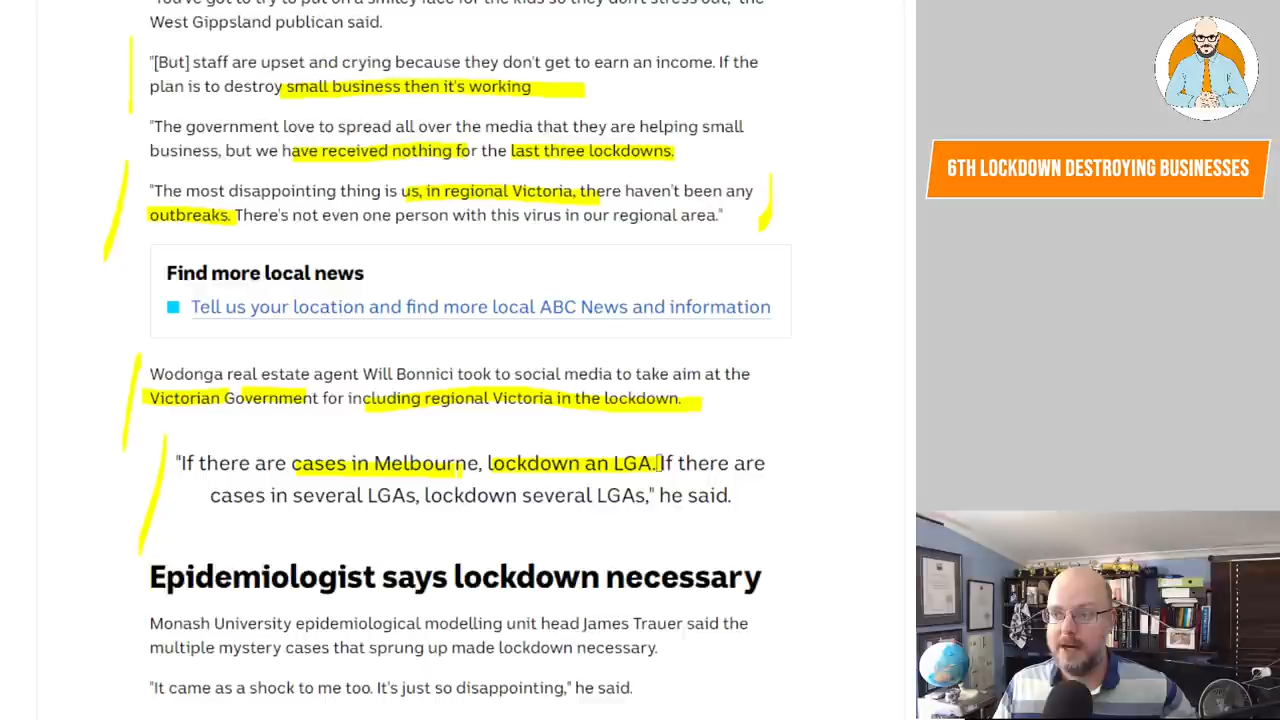 "You've got to try to put on a smiley face for the kids so they don't stress out," the
West Gippsland publican said.
"[But] staff are upset and crying because they don't get to earn an income. If the
plan is to destroy small business then it's working
"The government love to spread all over the media that they are helping small
business, but we have received nothing for the last three lockdowns.
"The most disappointing thing is us, in regional Victoria, there haven't been any
outbreaks. There's not even one person with this virus in our regional area."
Find more local news
Tell us your location and find more local ABC News and information
Wodonga real estate agent Will Bonnici took to social media to take aim at the
Victorian Government for including regional Victoria in the lockdown.
"If there are cases in Melbourne, lockdown an LGA. If there are
cases in several LGAs, lockdown several LGAs," he said.
Epidemiologist says lockdown necessary
Monash University epidemiological modelling unit head James Trauer said the
multiple mystery cases that sprung up made lockdown necessary.
"It came as a shock to me too. It's just so disappointing," he said.
6TH LOCKDOWN DESTROYING BUSINESSES